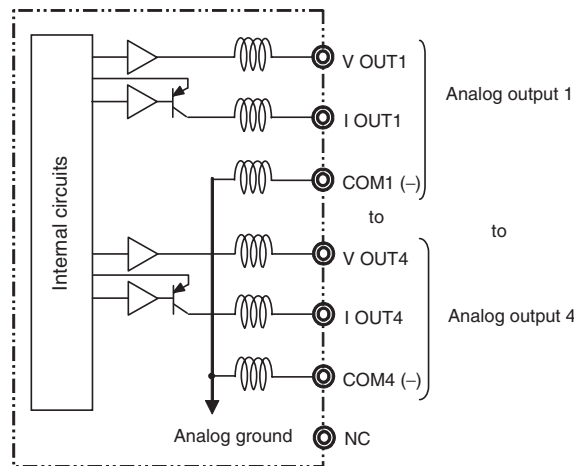 Internal circuits
V OUT1
I OUT1
COM1 (–)
Analog output 1
to
to
V OUT4
I OUT4
COM4 (–)
Analog output 4
Analog ground
NC